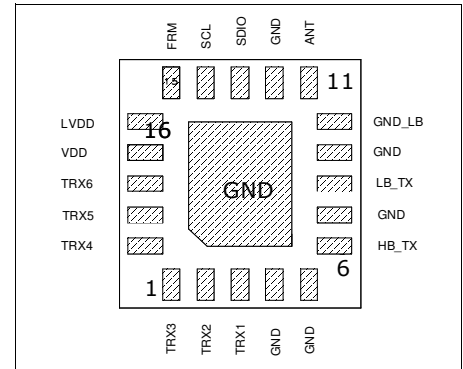 FRM
SCL
SDIO
GND
ANT
15
11
LVDD
16
GND_LB
VDD
GND
TRX6
GND
LB_TX
TRX5
GND
TRX4
HB_TX
6
1
TRX3
TRX2
TRX1
GND
GND